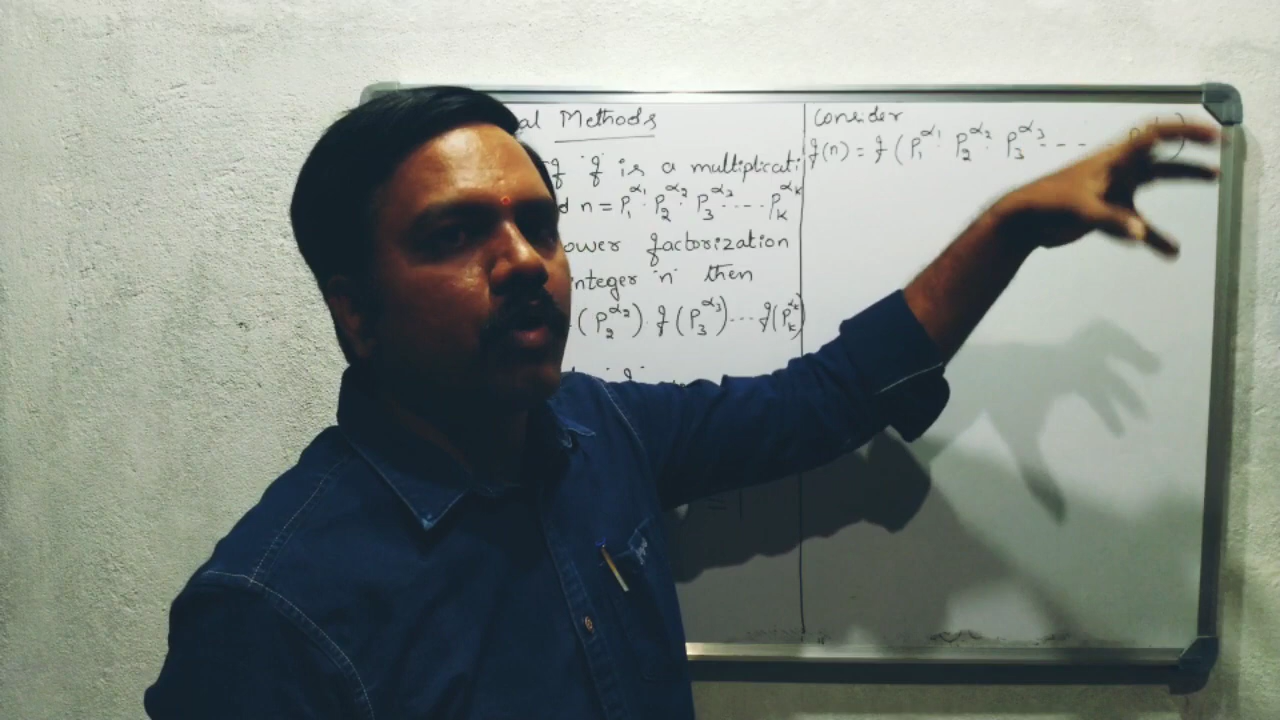 al Methods
f 'f' is a multiplicati
d n = p₁^α₁ · p₂^α₂ · p₃^α₃ ---- p_k^α_k
ower factorization
integer 'n' then
(p₂^α₂) · f(p₃^α₃) --- f(p_k^α_k)
Consider
f(n) = f(p₁^α₁ · p₂^α₂ · p₃^α₃ ---